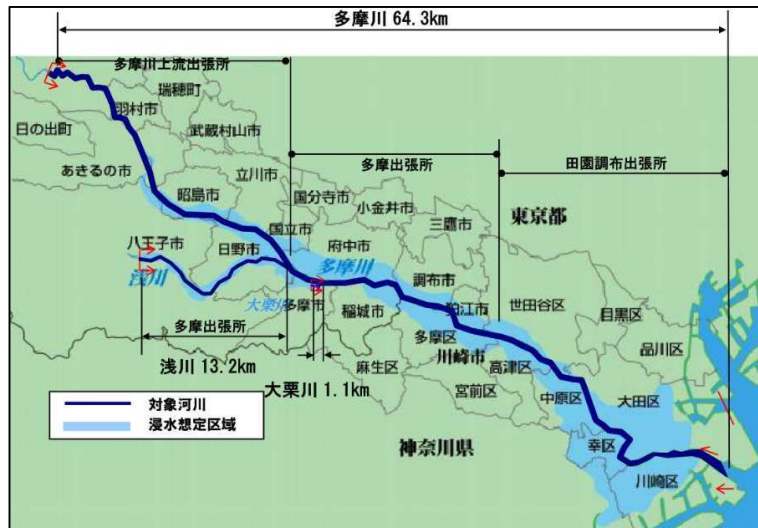 多摩川 64.3km
多摩川上流出張所
瑞穂町
羽村市
日の出町
武蔵村山市
多摩出張所
田園調布出張所
あきるの市
立川市
昭島市
国分寺市
小金井市
三鷹市
東京都
国立市
八王子市
日野市
府中市
多摩川
浅川
調布市
大栗川
多摩市
稲城市
狛江市
世田谷区
目黒区
多摩出張所
多摩区
川崎市
品川区
浅川 13.2km
麻生区
高津区
大栗川 1.1km
宮前区
中原区
大田区
対象河川
浸水想定区域
神奈川県
幸区
川崎区